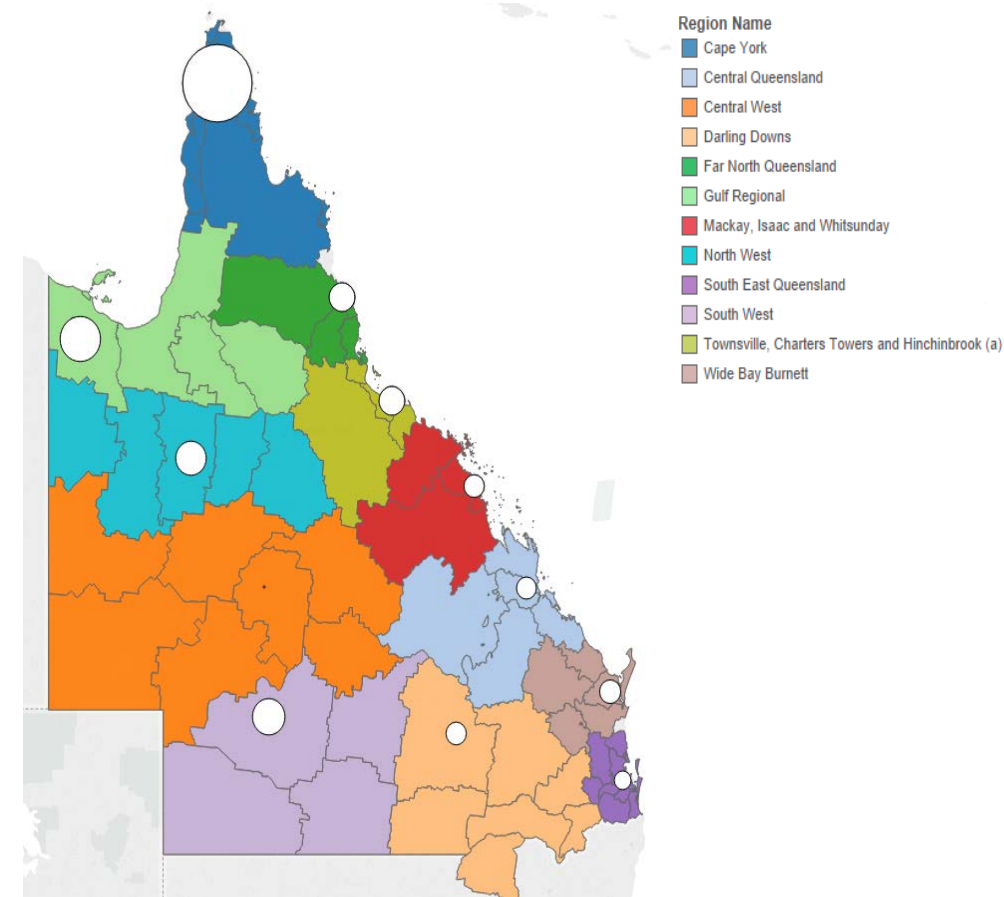 Region Name
Cape York
Central Queensland
Central West
Darling Downs
Far North Queensland
Gulf Regional
Mackay, Isaac and Whitsunday
North West
South East Queensland
South West
Townsville, Charters Towers and Hinchinbrook (a)
Wide Bay Burnett